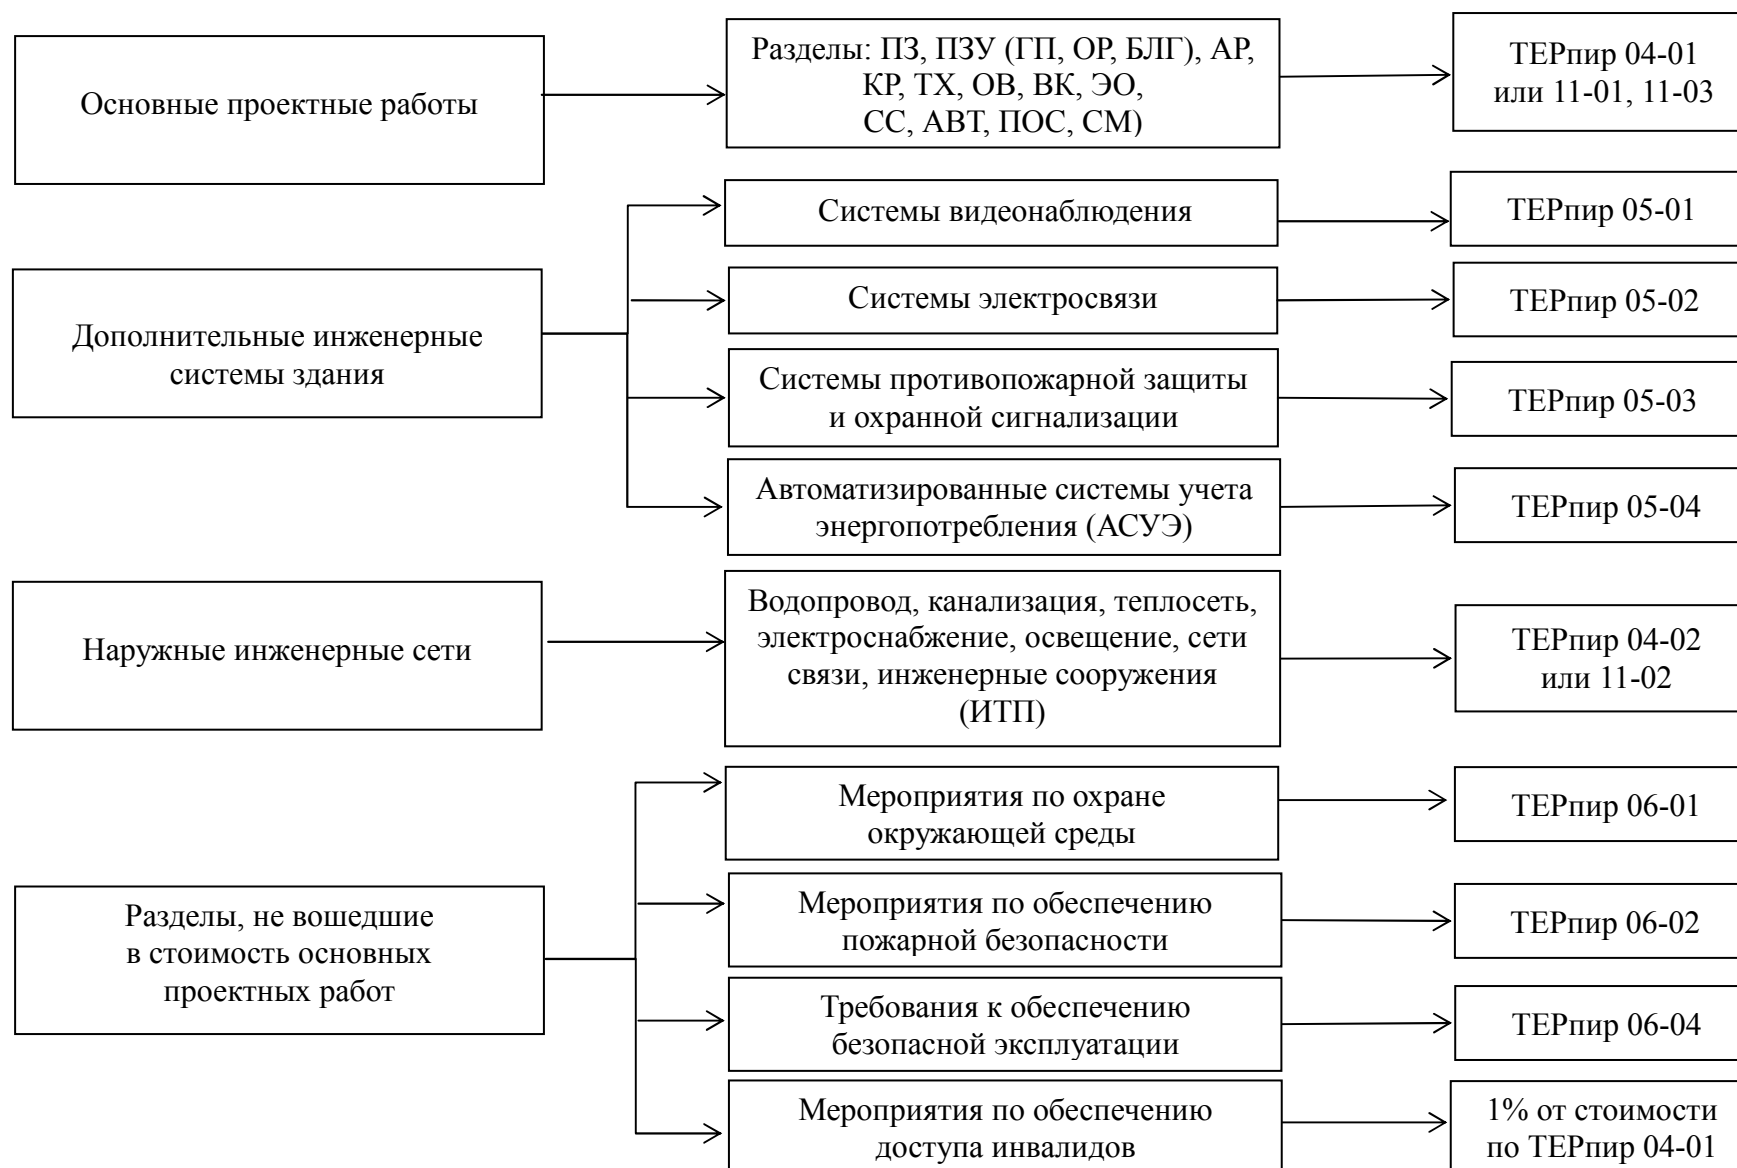 Основные проектные работы
Разделы: ПЗ, ПЗУ (ГП, ОР, БЛГ), АР,
КР, ТХ, ОВ, ВК, ЭО,
СС, АВТ, ПОС, СМ)
ТЕРпир 04-01
или 11-01, 11-03
Дополнительные инженерные
системы здания
Системы видеонаблюдения
ТЕРпир 05-01
Системы электросвязи
ТЕРпир 05-02
Системы противопожарной защиты
и охранной сигнализации
ТЕРпир 05-03
Автоматизированные системы учета
энергопотребления (АСУЭ)
ТЕРпир 05-04
Наружные инженерные сети
Водопровод, канализация, теплосеть,
электроснабжение, освещение, сети
связи, инженерные сооружения
(ИТП)
ТЕРпир 04-02
или 11-02
Разделы, не вошедшие
в стоимость основных
проектных работ
Мероприятия по охране
окружающей среды
ТЕРпир 06-01
Мероприятия по обеспечению
пожарной безопасности
ТЕРпир 06-02
Требования к обеспечению
безопасной эксплуатации
ТЕРпир 06-04
Мероприятия по обеспечению
доступа инвалидов
1% от стоимости
по ТЕРпир 04-01